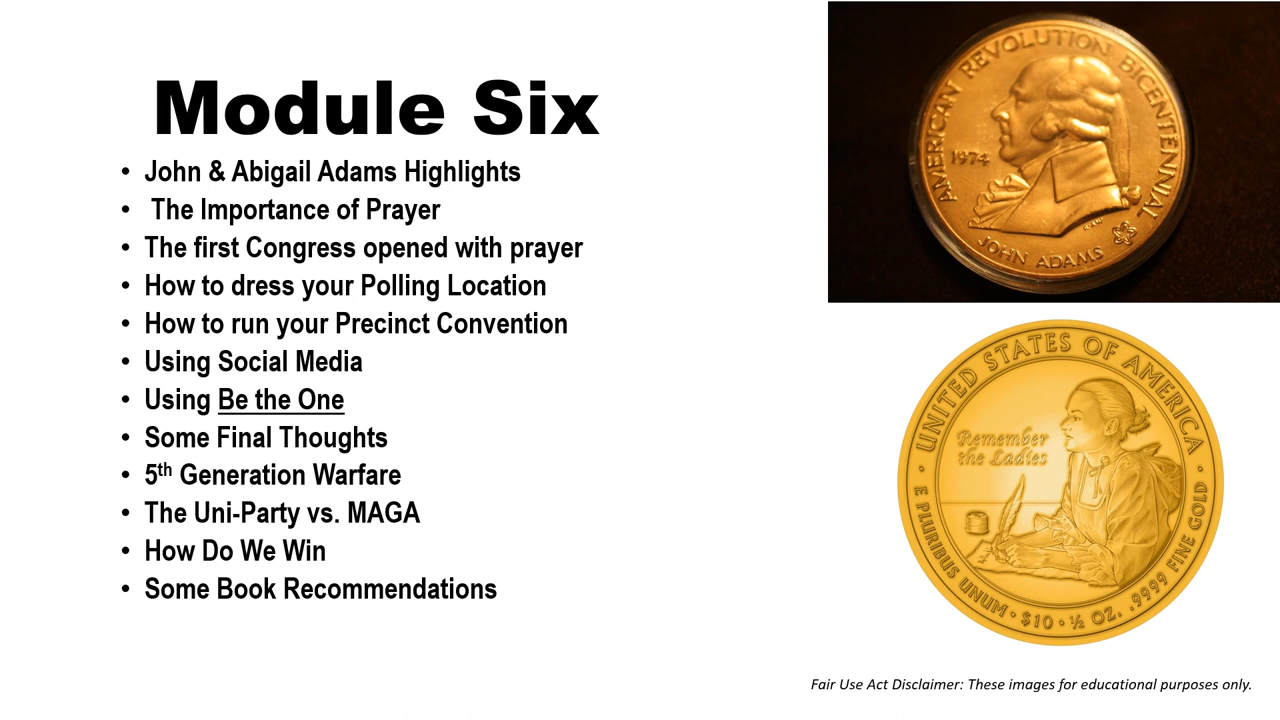 Module Six
• John & Abigail Adams Highlights
• The Importance of Prayer
• The first Congress opened with prayer
• How to dress your Polling Location
• How to run your Precinct Convention
• Using Social Media
• Using Be the One
• Some Final Thoughts
• 5th Generation Warfare
• The Uni-Party vs. MAGA
• How Do We Win
• Some Book Recommendations
AMERICAN REVOLUTION BICENTENNIAL
1974
JOHN ADAMS
UNITED STATES OF AMERICA
Remember
the Ladies
E PLURIBUS UNUM · $10 · ½ OZ. .9999 FINE GOLD
Fair Use Act Disclaimer: These images for educational purposes only.